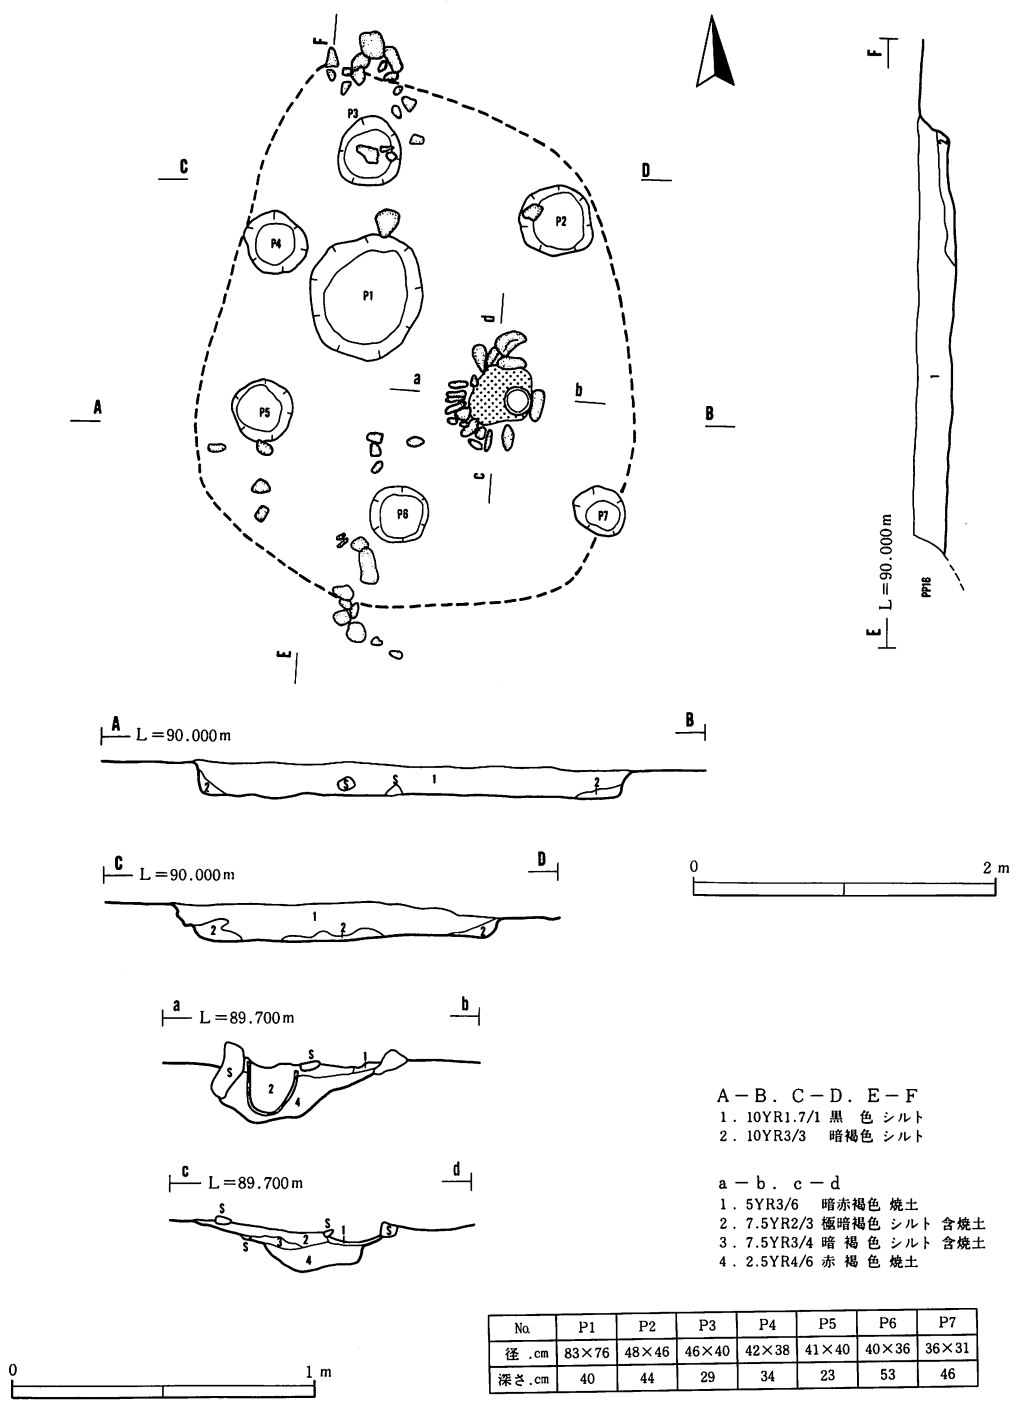 F
P3
C
D
P4
P2
P1
d
a
b
A
P5
B
c
P6
P7
E
F
2
1
E L=90.000m
PP16
A L=90.000m B
2 S S 1 2
C L=90.000m D
1
2 2 2
0 2m
a L=89.700m b
S S 1
2
4
c L=89.700m d
S S 1 S
S 3 2
4
A-B. C-D. E-F
1. 10YR1.7/1 黒 色 シルト
2. 10YR3/3 暗褐色 シルト
a-b. c-d
1. 5YR3/6 暗赤褐色 焼土
2. 7.5YR2/3 極暗褐色 シルト 含焼土
3. 7.5YR3/4 暗 褐 色 シルト 含焼土
4. 2.5YR4/6 赤 褐 色 焼土
No. P1 P2 P3 P4 P5 P6 P7
径.cm 83×76 48×46 46×40 42×38 41×40 40×36 36×31
深さ.cm 40 44 29 34 23 53 46
0 1m